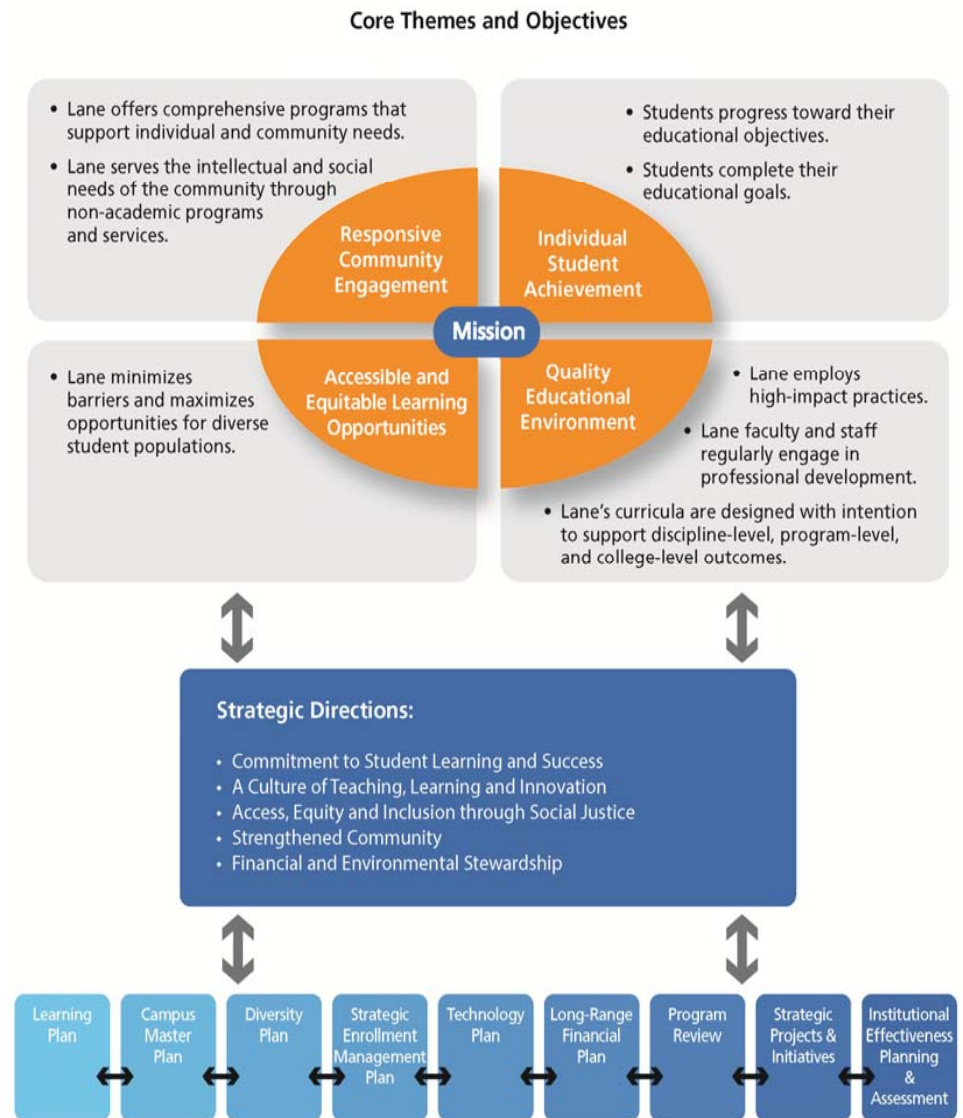 Core Themes and Objectives
• Lane offers comprehensive programs that
support individual and community needs.
• Lane serves the intellectual and social
needs of the community through
non-academic programs
and services.
• Students progress toward their
educational objectives.
• Students complete their
educational goals.
Responsive
Community
Engagement
Individual
Student
Achievement
Mission
• Lane minimizes
barriers and maximizes
opportunities for diverse
student populations.
Accessible and
Equitable Learning
Opportunities
Quality
Educational
Environment
• Lane employs
high-impact practices.
• Lane faculty and staff
regularly engage in
professional development.
• Lane's curricula are designed with intention
to support discipline-level, program-level,
and college-level outcomes.
Strategic Directions:
• Commitment to Student Learning and Success
• A Culture of Teaching, Learning and Innovation
• Access, Equity and Inclusion through Social Justice
• Strengthened Community
• Financial and Environmental Stewardship
Learning
Plan
Campus
Master
Plan
Diversity
Plan
Strategic
Enrollment
Management
Plan
Technology
Plan
Long-Range
Financial
Plan
Program
Review
Strategic
Projects &
Initiatives
Institutional
Effectiveness
Planning
&
Assessment